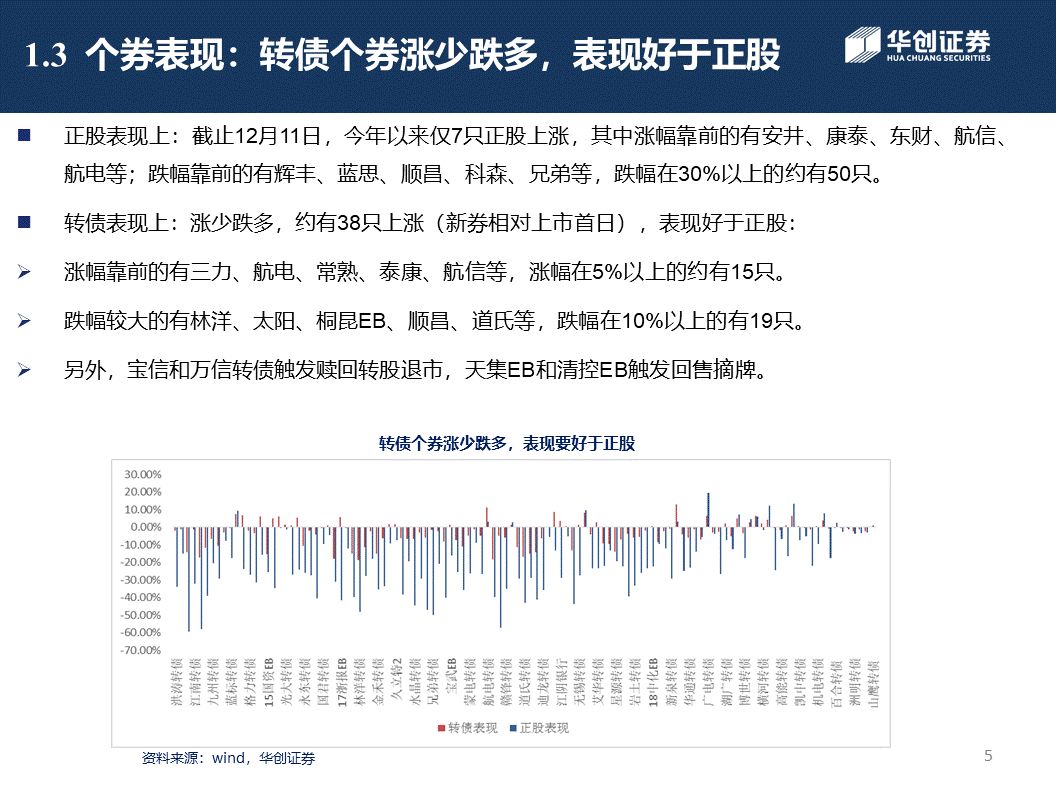 1.3 个券表现：转债个券涨少跌多，表现好于正股
华创证券
HUA CHUANG SECURITIES
正股表现上：截止12月11日，今年以来仅7只正股上涨，其中涨幅靠前的有安井、康泰、东财、航信、
航电等；跌幅靠前的有辉丰、蓝思、顺昌、科森、兄弟等，跌幅在30%以上的约有50只。
转债表现上：涨少跌多，约有38只上涨（新券相对上市首日），表现好于正股：
涨幅靠前的有三力、航电、常熟、泰康、航信等，涨幅在5%以上的约有15只。
跌幅较大的有林洋、太阳、桐昆EB、顺昌、道氏等，跌幅在10%以上的有19只。
另外，宝信和万信转债触发赎回转股退市，天集EB和清控EB触发回售摘牌。
转债个券涨少跌多，表现要好于正股
30.00%
20.00%
10.00%
0.00%
-10.00%
-20.00%
-30.00%
-40.00%
-50.00%
-60.00%
-70.00%
洪涛转债
江南转债
九州转债
蓝标转债
格力转债
15国资EB
光大转债
永东转债
国君转债
17浙报EB
林洋转债
金禾转债
久立转2
水晶转债
兄弟转债
宝武EB
蒙电转债
航电转债
赣锋转债
道氏转债
迪龙转债
江阴银行
无锡转债
艾华转债
星源转债
岩土转债
18中化EB
新泉转债
华通转债
广电转债
湖广转债
博世转债
横河转债
高能转债
凯中转债
机电转债
百合转债
洲明转债
山鹰转债
转债表现
正股表现
资料来源：wind，华创证券
5